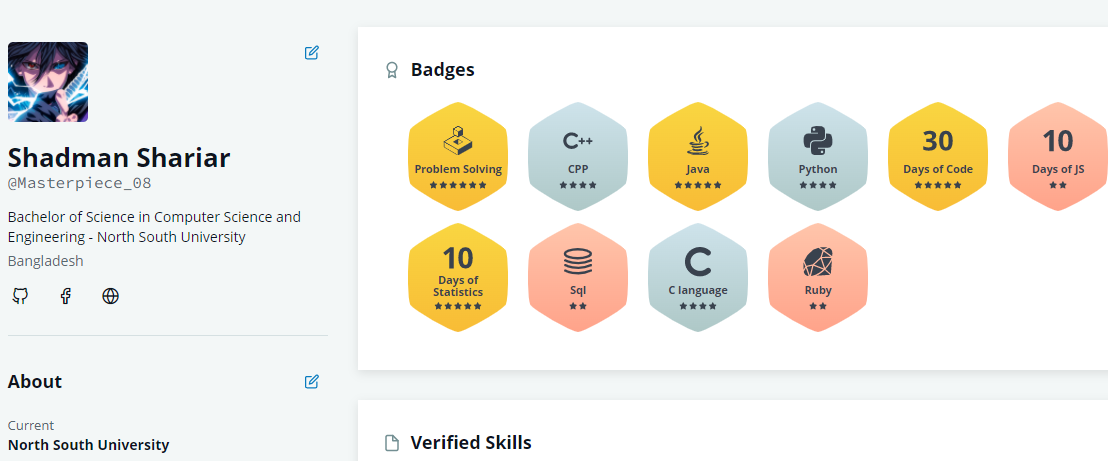 Shadman Shariar
@Masterpiece_08
Bachelor of Science in Computer Science and
Engineering - North South University
Bangladesh
About
Current
North South University
Badges
Problem Solving
C++
CPP
Java
Python
30
Days of Code
10
Days of JS
10
Days of
Statistics
Sql
C
C language
Ruby
Verified Skills